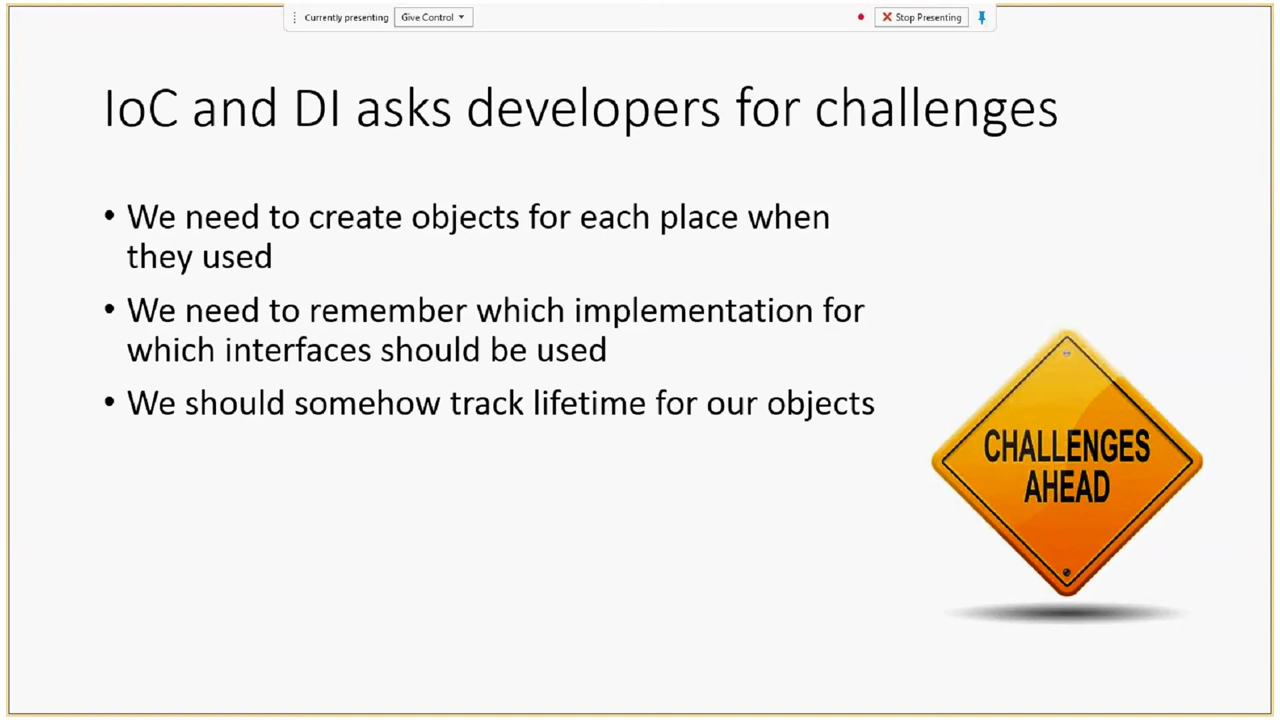 Currently presenting Give Control Stop Presenting
IoC and DI asks developers for challenges
• We need to create objects for each place when
they used
• We need to remember which implementation for
which interfaces should be used
• We should somehow track lifetime for our objects
CHALLENGES
AHEAD